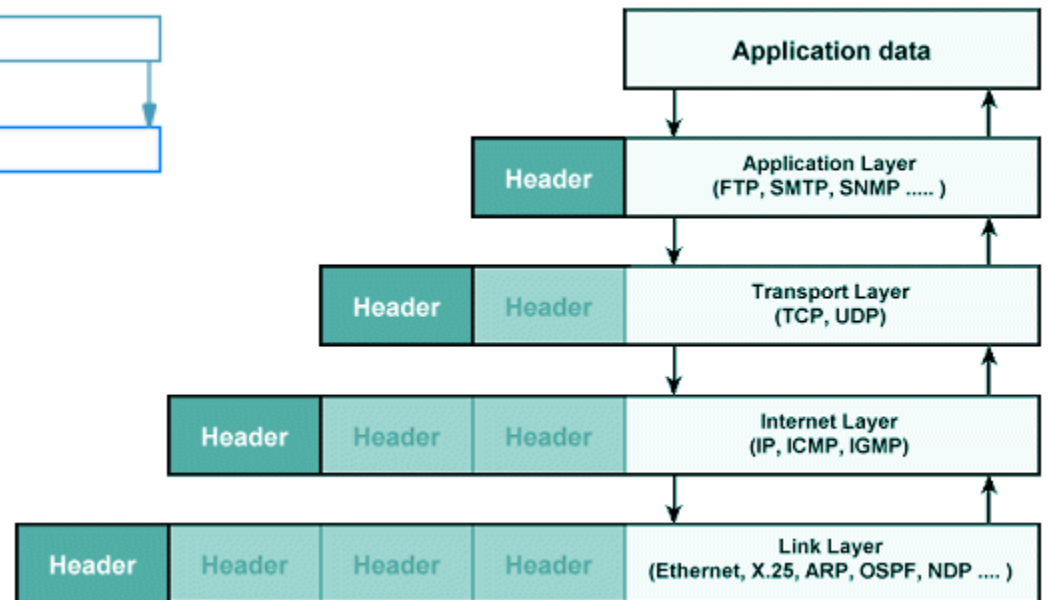 Application data
Header
Application Layer
(FTP, SMTP, SNMP ..... )
Header
Header
Transport Layer
(TCP, UDP)
Header
Header
Header
Internet Layer
(IP, ICMP, IGMP)
Header
Header
Header
Header
Link Layer
(Ethernet, X.25, ARP, OSPF, NDP .... )